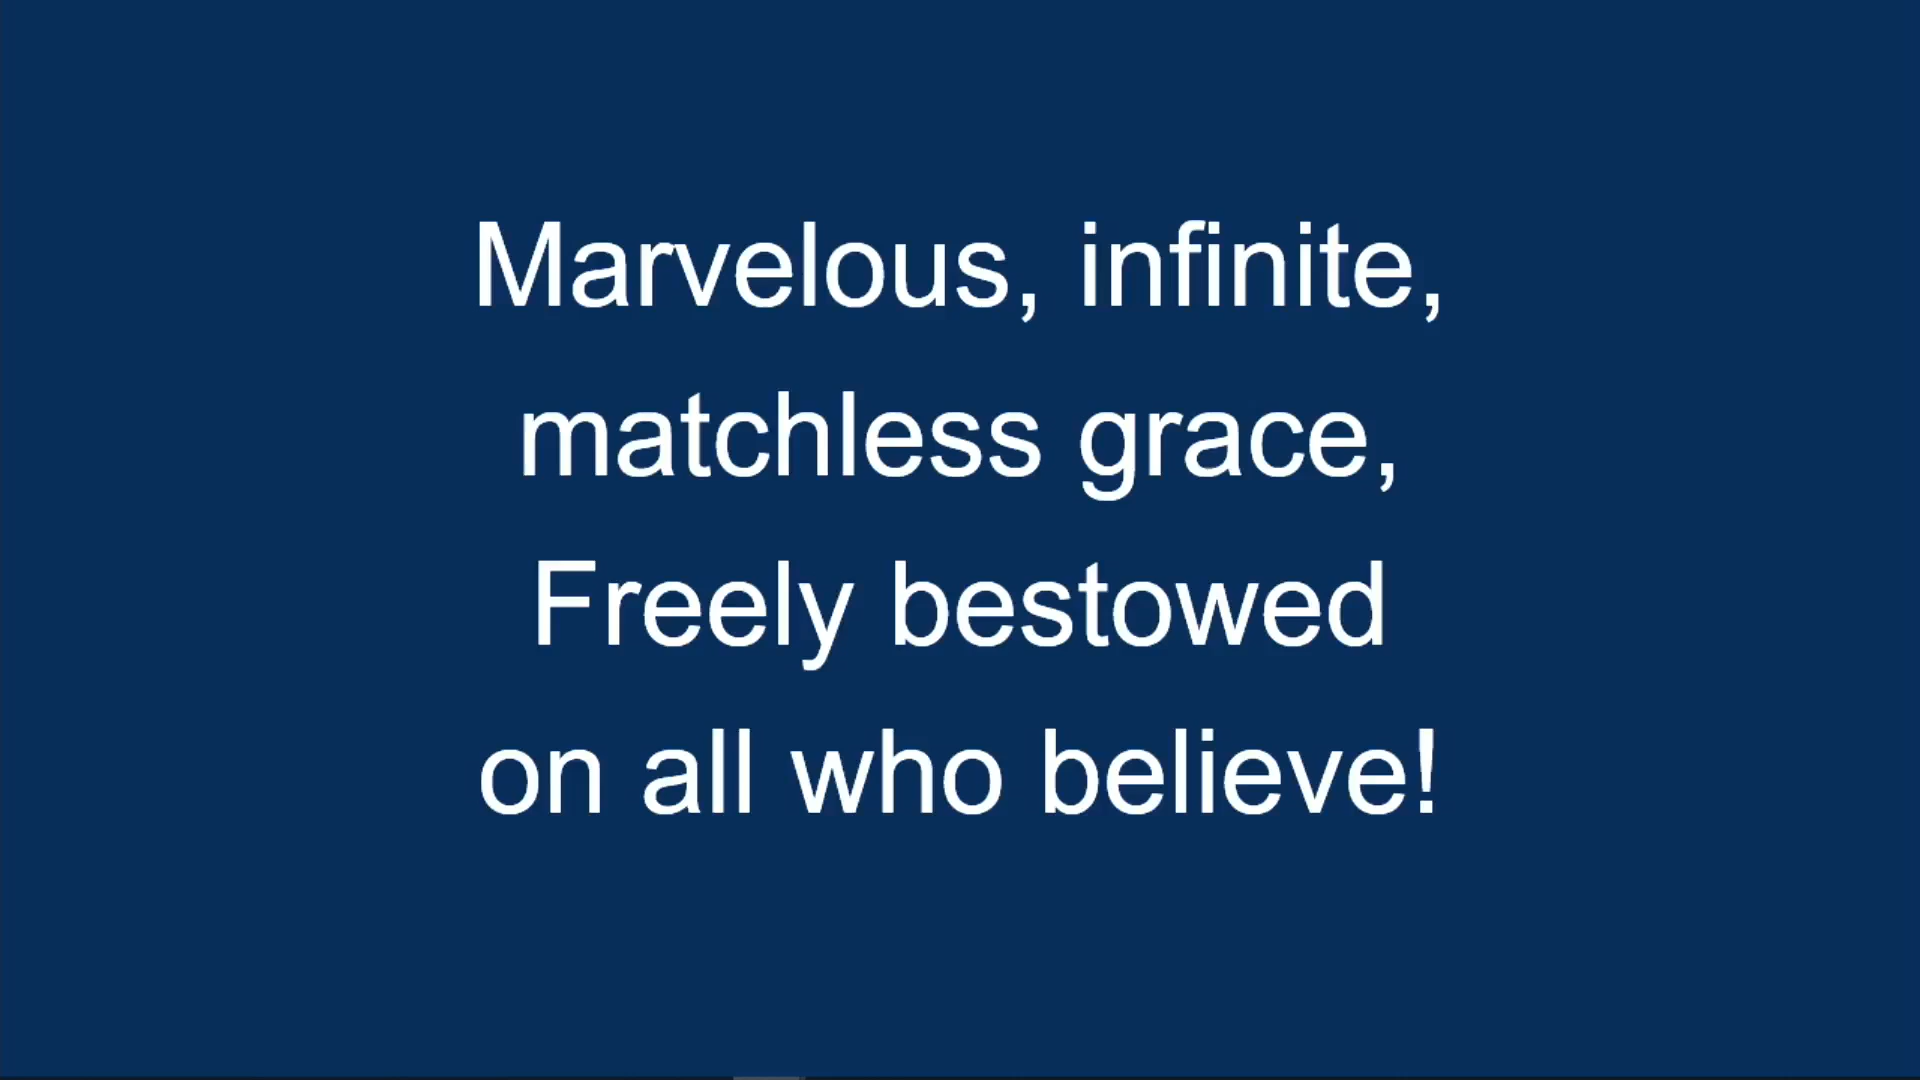 Marvelous, infinite,
matchless grace,
Freely bestowed
on all who believe!